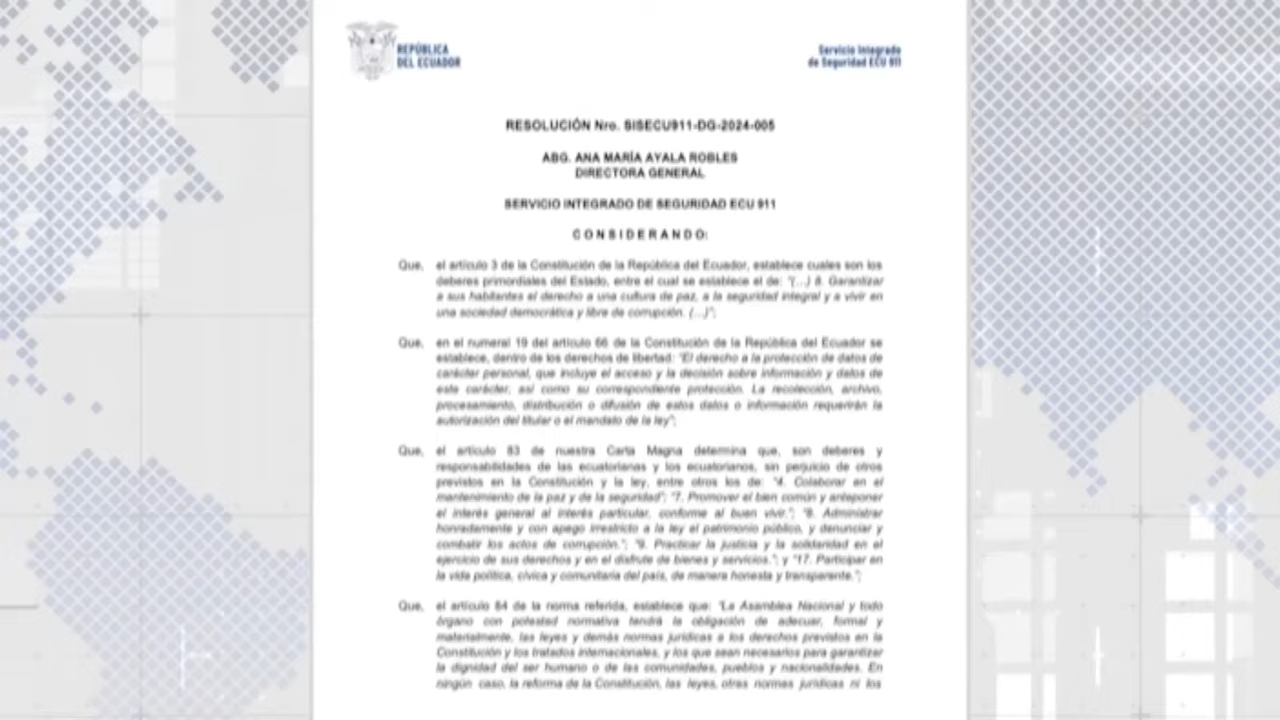 REPÚBLICA
DEL ECUADOR
Servicio Integrado
de Seguridad ECU 911
RESOLUCIÓN Nro. SISECU911-DG-2024-005
ABG. ANA MARÍA AYALA ROBLES
DIRECTORA GENERAL
SERVICIO INTEGRADO DE SEGURIDAD ECU 911
C O N S I D E R A N D O:
Que, el artículo 3 de la Constitución de la República del Ecuador, establece cuales son los
deberes primordiales del Estado, entre el cual se establece el de: "(...) 8. Garantizar
a sus habitantes el derecho a una cultura de paz, a la seguridad integral y a vivir en
una sociedad democrática y libre de corrupción. (...)";
Que, en el numeral 19 del artículo 66 de la Constitución de la República del Ecuador se
establece, dentro de los derechos de libertad: "El derecho a la protección de datos de
carácter personal, que incluye el acceso y la decisión sobre información y datos de
este carácter, así como su correspondiente protección. La recolección, archivo,
procesamiento, distribución o difusión de estos datos o información requerirán la
autorización del titular o el mandato de la ley";
Que, el artículo 83 de nuestra Carta Magna determina que, son deberes y
responsabilidades de las ecuatorianas y los ecuatorianos, sin perjuicio de otros
previstos en la Constitución y la ley, entre otros los de: "4. Colaborar en el
mantenimiento de la paz y de la seguridad"; "7. Promover el bien común y anteponer
el interés general al interés particular, conforme al buen vivir."; "8. Administrar
honradamente y con apego irrestricto a la ley el patrimonio público, y denunciar y
combatir los actos de corrupción."; "9. Practicar la justicia y la solidaridad en el
ejercicio de sus derechos y en el disfrute de bienes y servicios."; y "17. Participar en
la vida política, cívica y comunitaria del país, de manera honesta y transparente.";
Que, el artículo 84 de la norma referida, establece que: "La Asamblea Nacional y todo
órgano con potestad normativa tendrá la obligación de adecuar, formal y
materialmente, las leyes y demás normas jurídicas a los derechos previstos en la
Constitución y los tratados internacionales, y los que sean necesarios para garantizar
la dignidad del ser humano o de las comunidades, pueblos y nacionalidades. En
ningún caso, la reforma de la Constitución, las leyes, otras normas jurídicas ni los